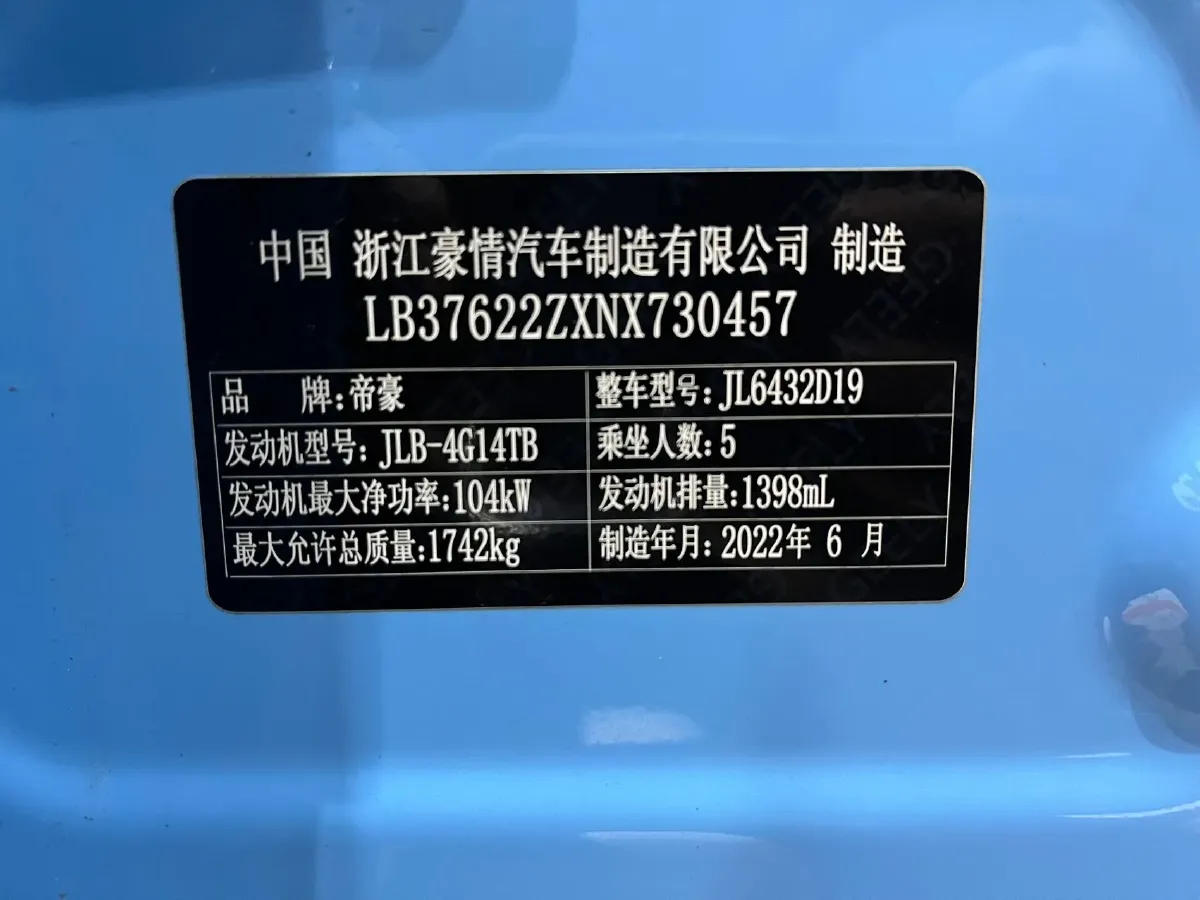 中国 浙江豪情汽车制造有限公司 制造
LB37622ZXNX730457
品 牌:帝豪 整车型号:JL6432D19
发动机型号:JLB-4G14TB 乘坐人数:5
发动机最大净功率:104kW 发动机排量:1398mL
最大允许总质量:1742kg 制造年月:2022年 6 月